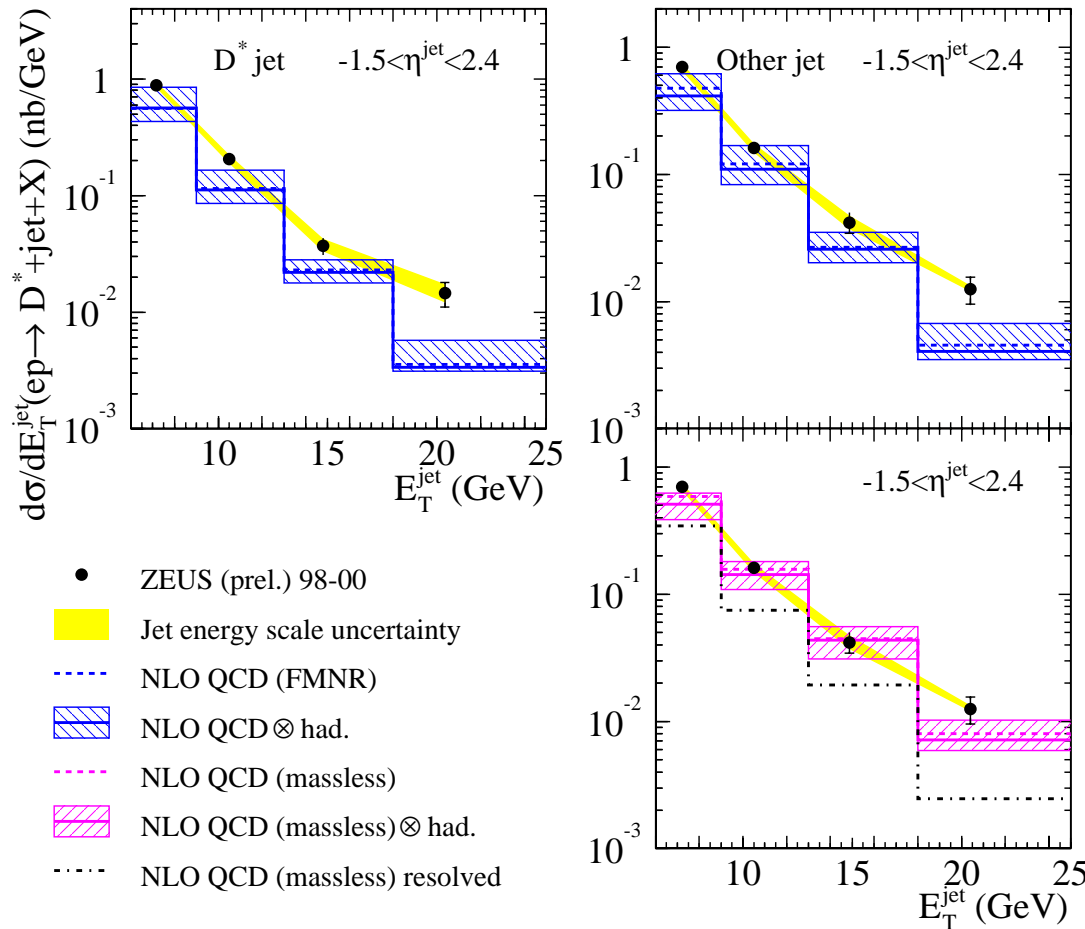 dσ/dE_T^jet(ep→ D^*+jet+X) (nb/GeV)
D^* jet
-1.5<η^jet<2.4
1
10^-1
10^-2
10^-3
10
15
20
25
E_T^jet (GeV)
Other jet
-1.5<η^jet<2.4
1
10^-1
10^-2
10^-3
-1.5<η^jet<2.4
1
10^-1
10^-2
10^-3
10
15
20
25
E_T^jet (GeV)
ZEUS (prel.) 98-00
Jet energy scale uncertainty
NLO QCD (FMNR)
NLO QCD ⊗ had.
NLO QCD (massless)
NLO QCD (massless) ⊗ had.
NLO QCD (massless) resolved